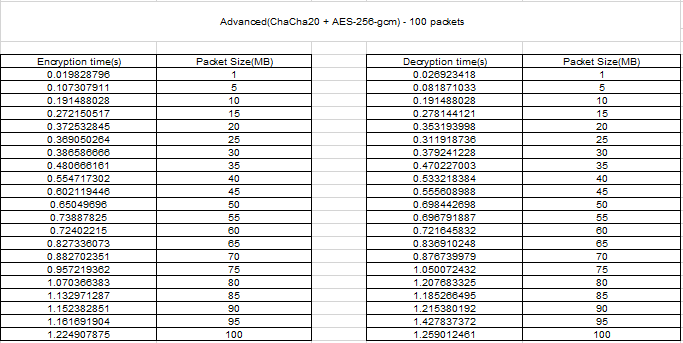 Advanced(ChaCha20 + AES-256-gcm) - 100 packets
Encryption time(s) Packet Size(MB) Decryption time(s) Packet Size(MB)
0.019828796 1 0.026923418 1
0.107307911 5 0.081871033 5
0.191488028 10 0.191488028 10
0.272150517 15 0.278144121 15
0.372532845 20 0.353193998 20
0.369050264 25 0.311918736 25
0.386586666 30 0.379241228 30
0.480666161 35 0.470227003 35
0.554717302 40 0.533218384 40
0.602119446 45 0.555608988 45
0.65049696 50 0.698442698 50
0.73887825 55 0.696791887 55
0.72402215 60 0.721645832 60
0.827336073 65 0.836910248 65
0.882702351 70 0.876739979 70
0.957219362 75 1.050072432 75
1.070366383 80 1.207683325 80
1.132971287 85 1.185266495 85
1.152382851 90 1.215380192 90
1.161691904 95 1.427837372 95
1.224907875 100 1.259012461 100